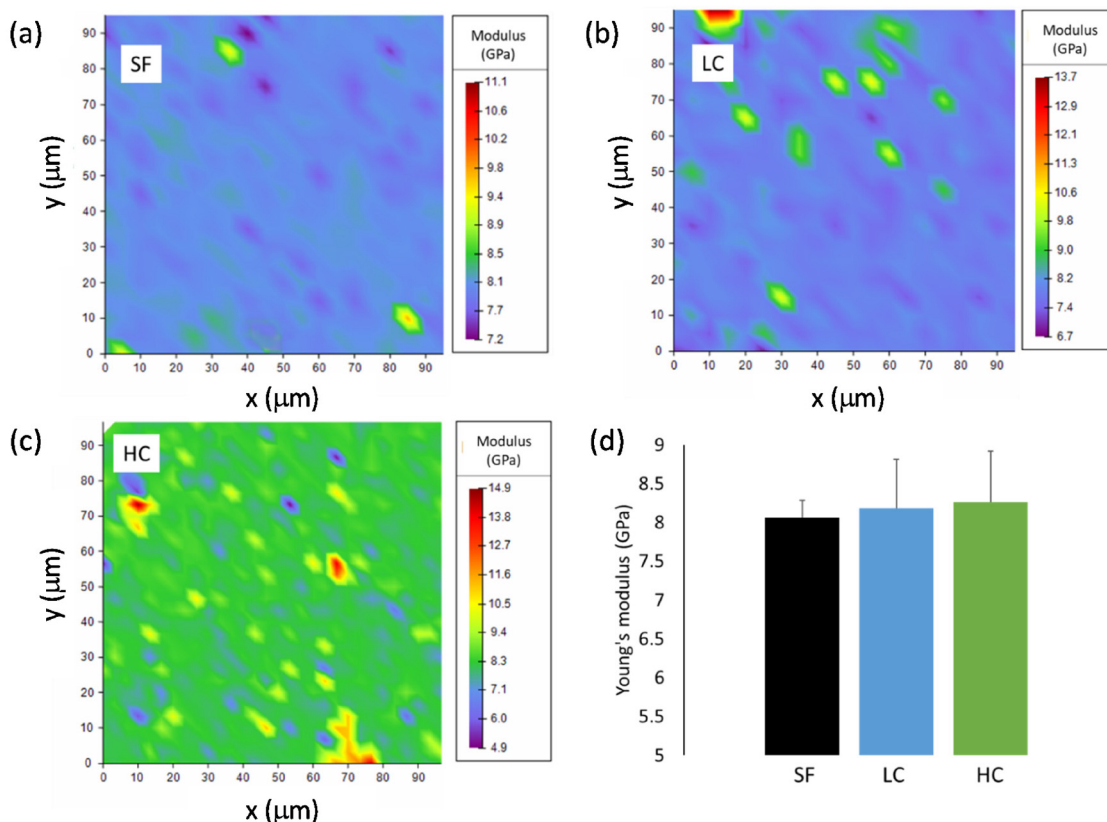 (a)
SF
y (μm)
90
80
70
60
50
40
30
20
10
0
0 10 20 30 40 50 60 70 80 90
x (μm)
Modulus
(GPa)
11.1
10.6
10.2
9.8
9.4
8.9
8.5
8.1
7.7
7.2
(b)
LC
y (μm)
90
80
70
60
50
40
30
20
10
0
0 10 20 30 40 50 60 70 80 90
x (μm)
Modulus
(GPa)
13.7
12.9
12.1
11.3
10.6
9.8
9.0
8.2
7.4
6.7
(c)
HC
y (μm)
90
80
70
60
50
40
30
20
10
0
0 10 20 30 40 50 60 70 80 90
x (μm)
Modulus
(GPa)
14.9
13.8
12.7
11.6
10.5
9.4
8.3
7.1
6.0
4.9
(d)
Young's modulus (GPa)
9
8.5
8
7.5
7
6.5
6
5.5
5
SF LC HC